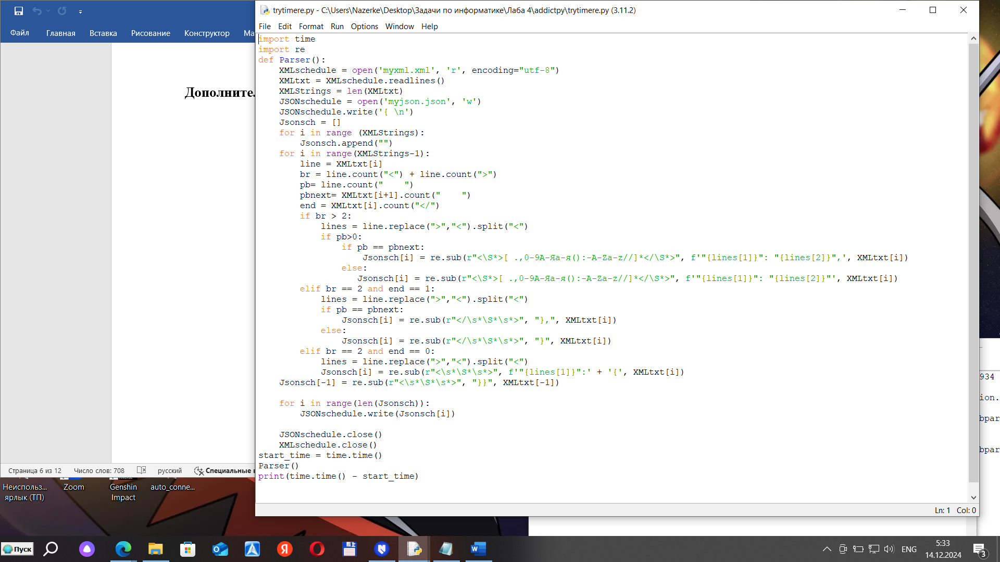 Файл Главная Вставка Рисование Конструктор Ма
Дополнител
Страница 6 из 12 Число слов: 708 русский Специальные
trytimere.py - C:\Users\Nazerke\Desktop\Задачи по информатике\Лаба 4\addictpy\trytimere.py (3.11.2)
File Edit Format Run Options Window Help
import time
import re
def Parser():
    XMLschedule = open('myxml.xml', 'r', encoding="utf-8")
    XMLtxt = XMLschedule.readlines()
    XMLStrings = len(XMLtxt)
    JSONschedule = open('myjson.json', 'w')
    JSONschedule.write('{ \n')
    Jsonsch = []
    for i in range (XMLStrings):
        Jsonsch.append("")
    for i in range(XMLStrings-1):
        line = XMLtxt[i]
        br = line.count("<") + line.count(">")
        pb= line.count("    ")
        pbnext= XMLtxt[i+1].count("    ")
        end = XMLtxt[i].count("</")
        if br > 2:
            lines = line.replace(">","<").split("<")
            if pb>0:
                if pb == pbnext:
                    Jsonsch[i] = re.sub(r"<\S*>[ .,0-9А-Яа-я():-A-Za-z//]*</\S*>", f'"{lines[1]}": "{lines[2]}",', XMLtxt[i])
                else:
                   Jsonsch[i] = re.sub(r"<\S*>[ .,0-9А-Яа-я():-A-Za-z//]*</\S*>", f'"{lines[1]}": "{lines[2]}"', XMLtxt[i])
        elif br == 2 and end == 1:
            lines = line.replace(">","<").split("<")
            if pb == pbnext:
                Jsonsch[i] = re.sub(r"</\s*\S*\s*>", "},", XMLtxt[i])
            else:
                Jsonsch[i] = re.sub(r"</\s*\S*\s*>", "}", XMLtxt[i])
        elif br == 2 and end == 0:
            lines = line.replace(">","<").split("<")
            Jsonsch[i] = re.sub(r"<\s*\S*\s*>", f'"{lines[1]}":' + '{', XMLtxt[i])
    Jsonsch[-1] = re.sub(r"<\s*\S*\s*>", "}}", XMLtxt[-1])
    for i in range(len(Jsonsch)):
        JSONschedule.write(Jsonsch[i])
    JSONschedule.close()
    XMLschedule.close()
start_time = time.time()
Parser()
print(time.time() - start_time)
Ln: 1 Col: 0
934
ion.
bpar
bpar
Неиспольз... ярлык (ТП)
Zoom
Genshin Impact
auto_conne...
Пуск
ENG
5:33
14.12.2024
3